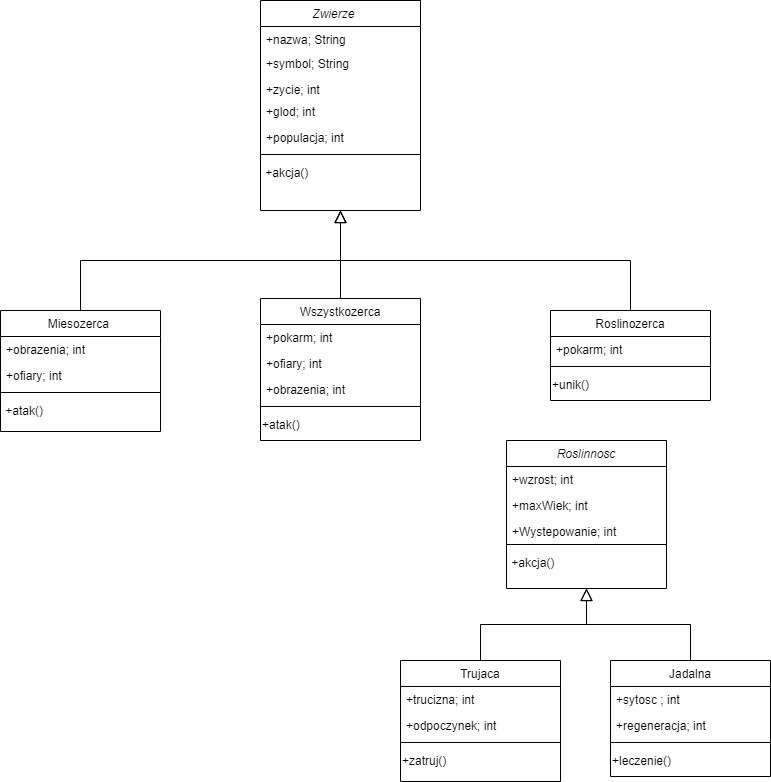 Zwierze
+nazwa; String
+symbol; String
+zycie; int
+glod; int
+populacja; int
+akcja()
Miesozerca
+obrazenia; int
+ofiary; int
+atak()
Wszystkozerca
+pokarm; int
+ofiary; int
+obrazenia; int
+atak()
Roslinozerca
+pokarm; int
+unik()
Roslinnosc
+wzrost; int
+maxWiek; int
+Wystepowanie; int
+akcja()
Trujaca
+trucizna; int
+odpoczynek; int
+zatruj()
Jadalna
+sytosc ; int
+regeneracja; int
+leczenie()